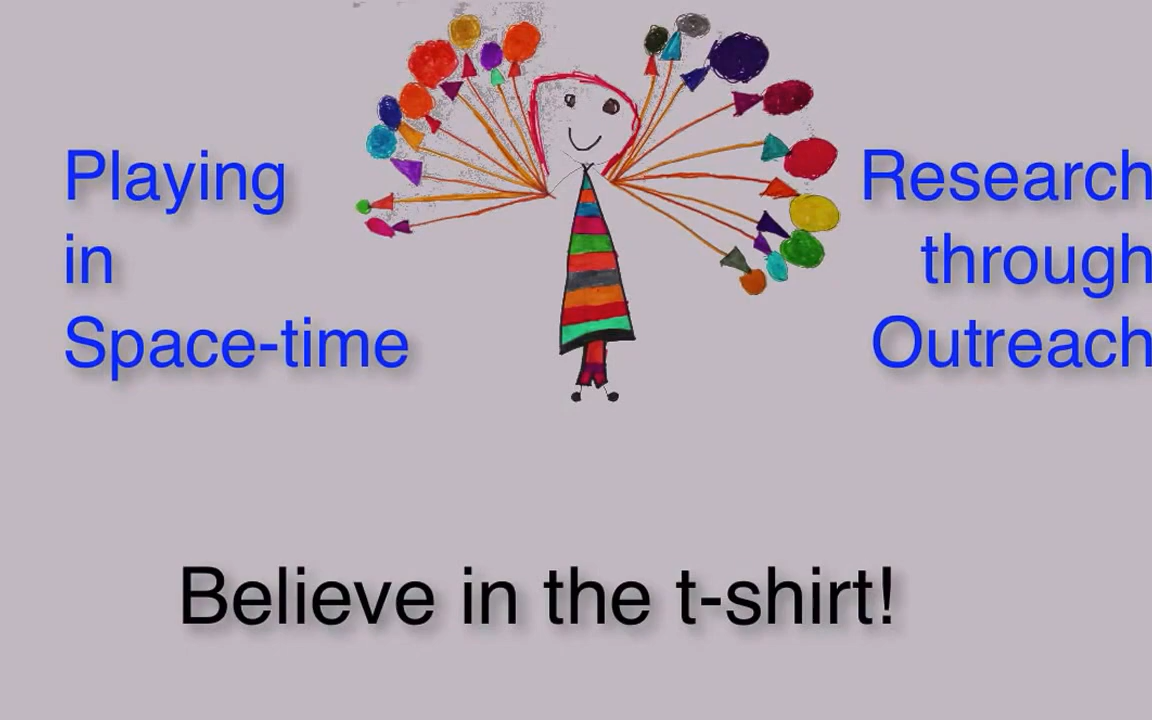 Playing
in
Space-time
Research
through
Outreach
Believe in the t-shirt!